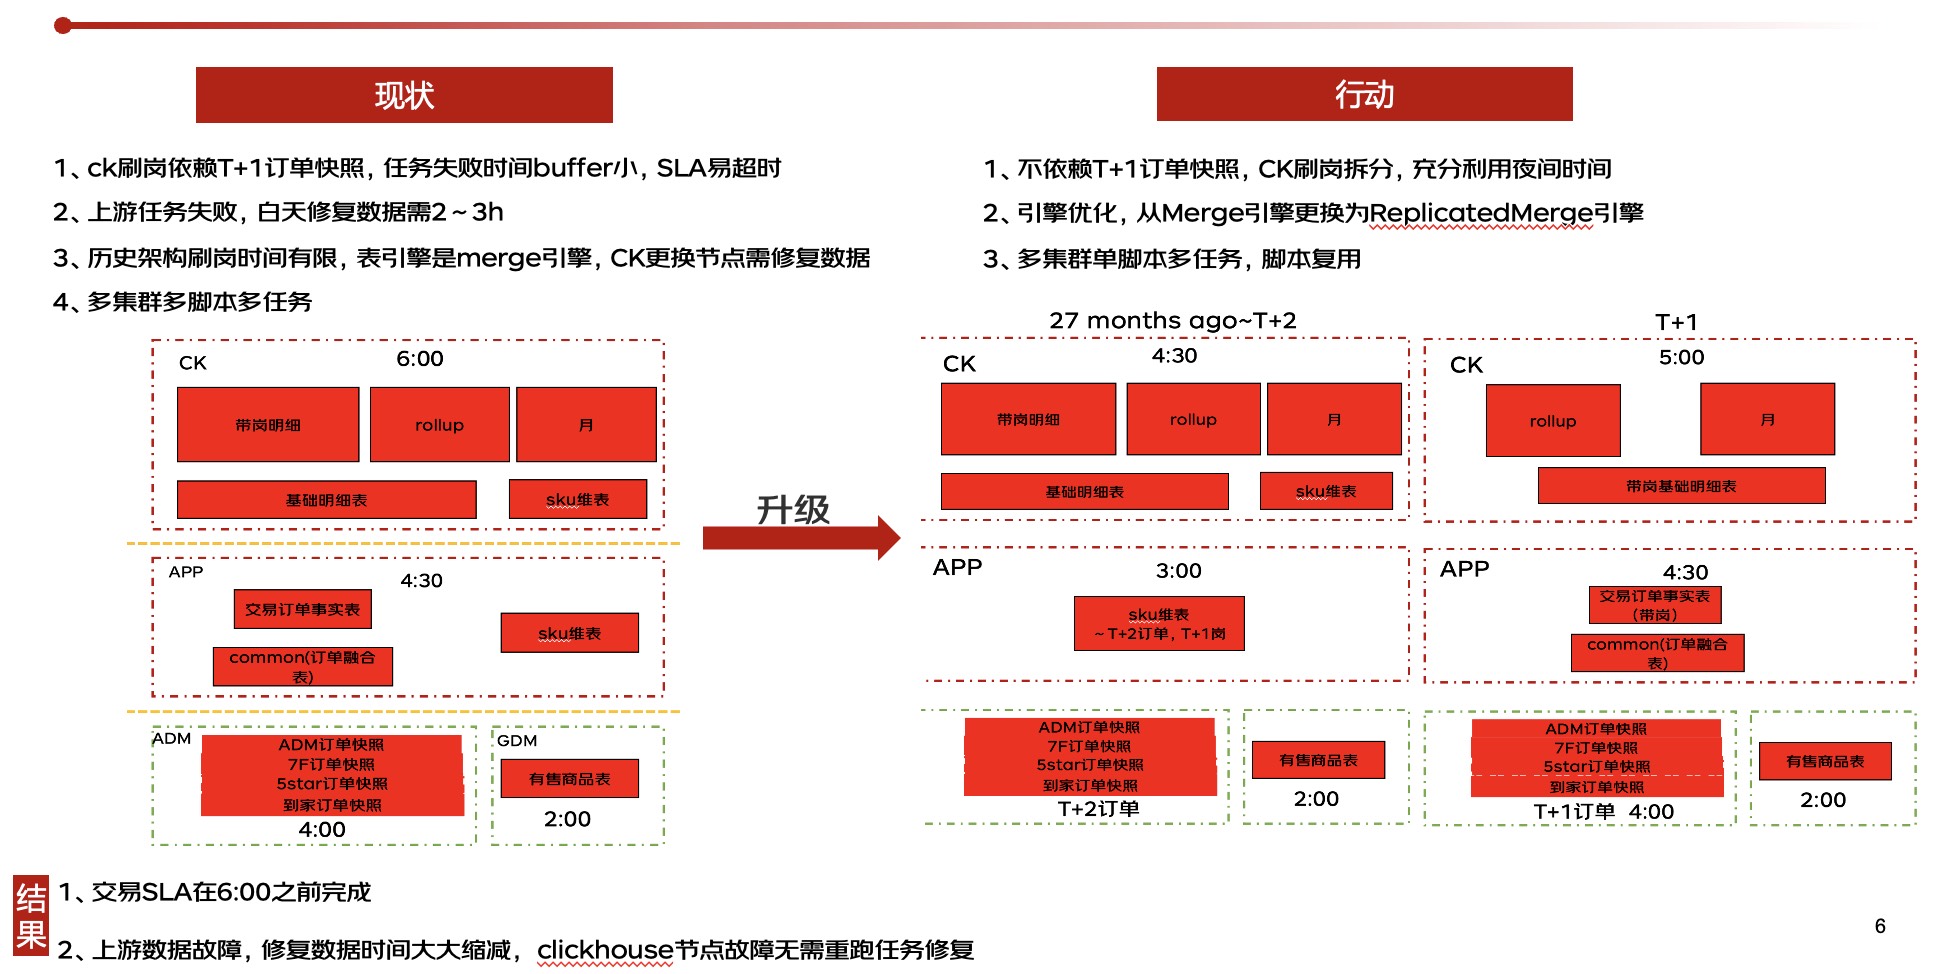 现状
1、ck刷岗依赖T+1订单快照，任务失败时间buffer小，SLA易超时
2、上游任务失败，白天修复数据需2～3h
3、历史架构刷岗时间有限，表引擎是merge引擎，CK更换节点需修复数据
4、多集群多脚本多任务
CK
6:00
带岗明细
rollup
月
基础明细表
sku维表
APP
4:30
交易订单事实表
sku维表
common(订单融合
表)
ADM
ADM订单快照
7F订单快照
5star订单快照
到家订单快照
4:00
GDM
有售商品表
2:00
升级
行动
1、不依赖T+1订单快照，CK刷岗拆分，充分利用夜间时间
2、引擎优化，从Merge引擎更换为ReplicatedMerge引擎
3、多集群单脚本多任务，脚本复用
27 months ago~T+2
CK
4:30
带岗明细
rollup
月
基础明细表
sku维表
APP
3:00
sku维表
～T+2订单，T+1岗
ADM订单快照
7F订单快照
5star订单快照
到家订单快照
T+2订单
有售商品表
2:00
T+1
CK
5:00
rollup
月
带岗基础明细表
APP
4:30
交易订单事实表
（带岗）
common(订单融合
表)
ADM订单快照
7F订单快照
5star订单快照
到家订单快照
T+1订单 4:00
有售商品表
2:00
结果
1、交易SLA在6:00之前完成
2、上游数据故障，修复数据时间大大缩减，clickhouse节点故障无需重跑任务修复
6